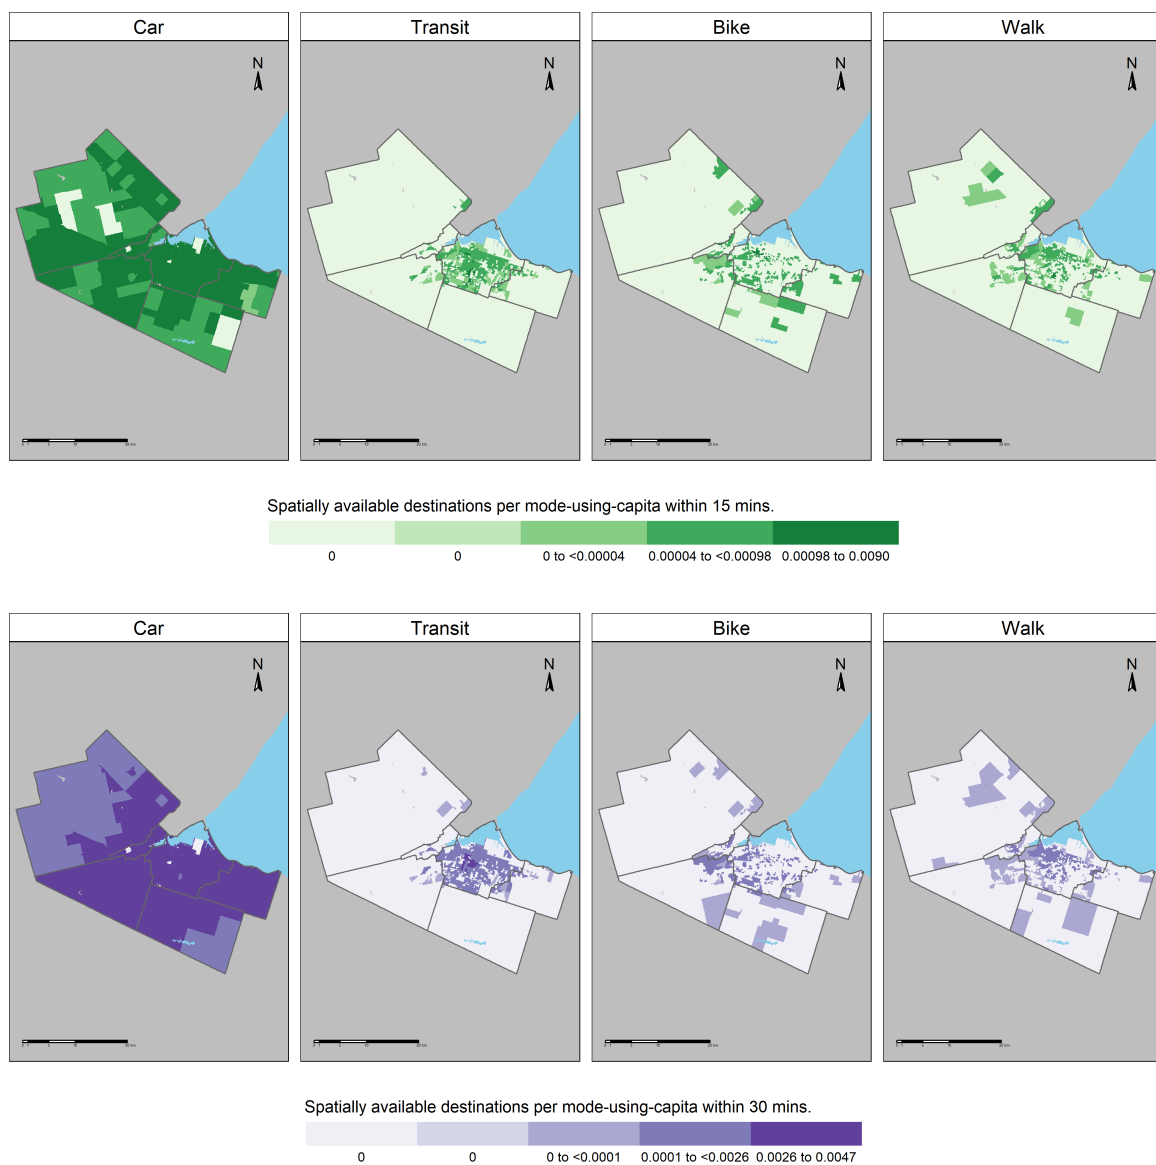 Car Transit Bike Walk
N N N N
Spatially available destinations per mode-using-capita within 15 mins.
0 0 0 to <0.00004 0.00004 to <0.00098 0.00098 to 0.0090
Car Transit Bike Walk
N N N N
Spatially available destinations per mode-using-capita within 30 mins.
0 0 0 to <0.0001 0.0001 to <0.0026 0.0026 to 0.0047